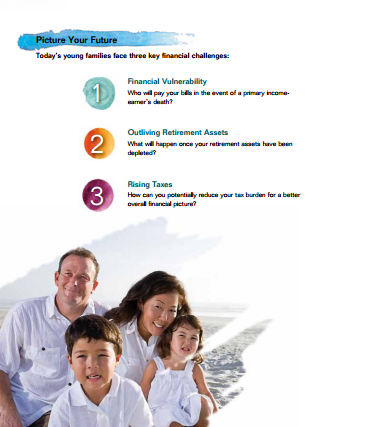 Picture Your Future
Today's young families face three key financial challenges:
1
Financial Vulnerability
Who will pay your bills in the event of a primary income-
earner's death?
2
Outliving Retirement Assets
What will happen once your retirement assets have been
depleted?
3
Rising Taxes
How can you potentially reduce your tax burden for a better
overall financial picture?